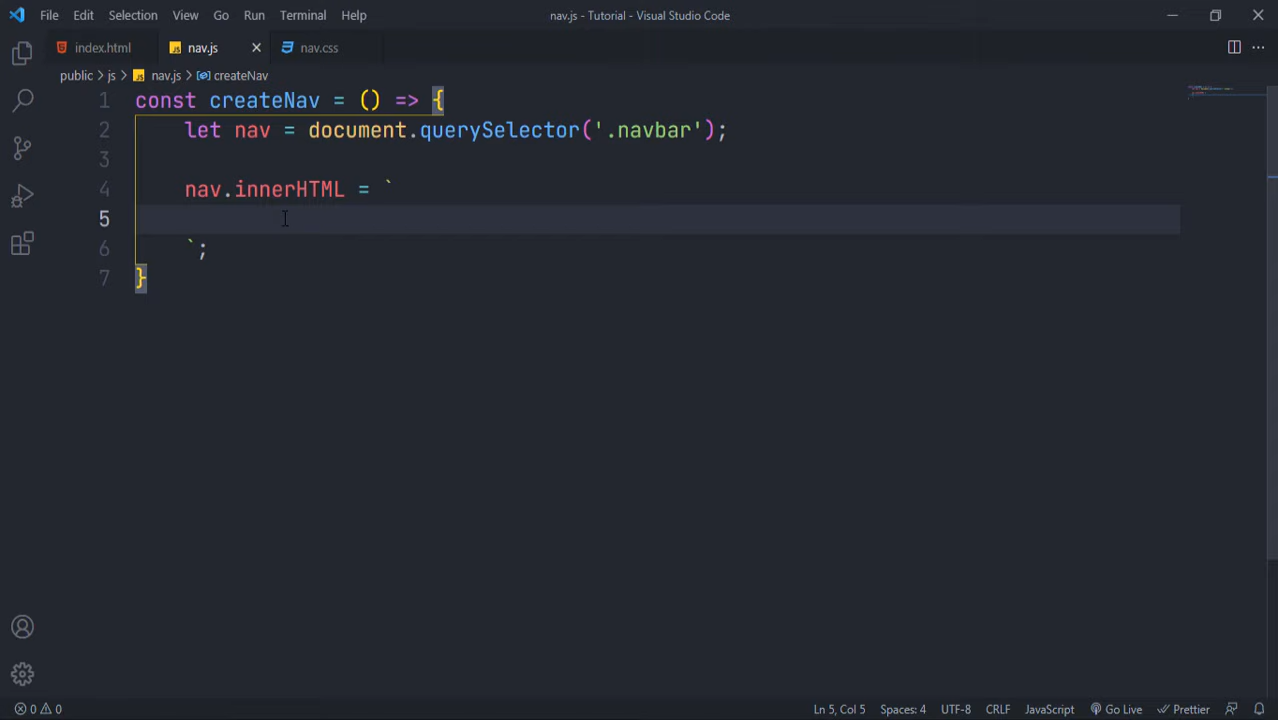 File Edit Selection View Go Run Terminal Help nav.js - Tutorial - Visual Studio Code
index.html nav.js nav.css
public > js > nav.js > createNav
1 const createNav = () => {
2 let nav = document.querySelector('.navbar');
3
4 nav.innerHTML = `
5
6 `;
7 }
0 0 Ln 5, Col 5 Spaces: 4 UTF-8 CRLF JavaScript Go Live Prettier